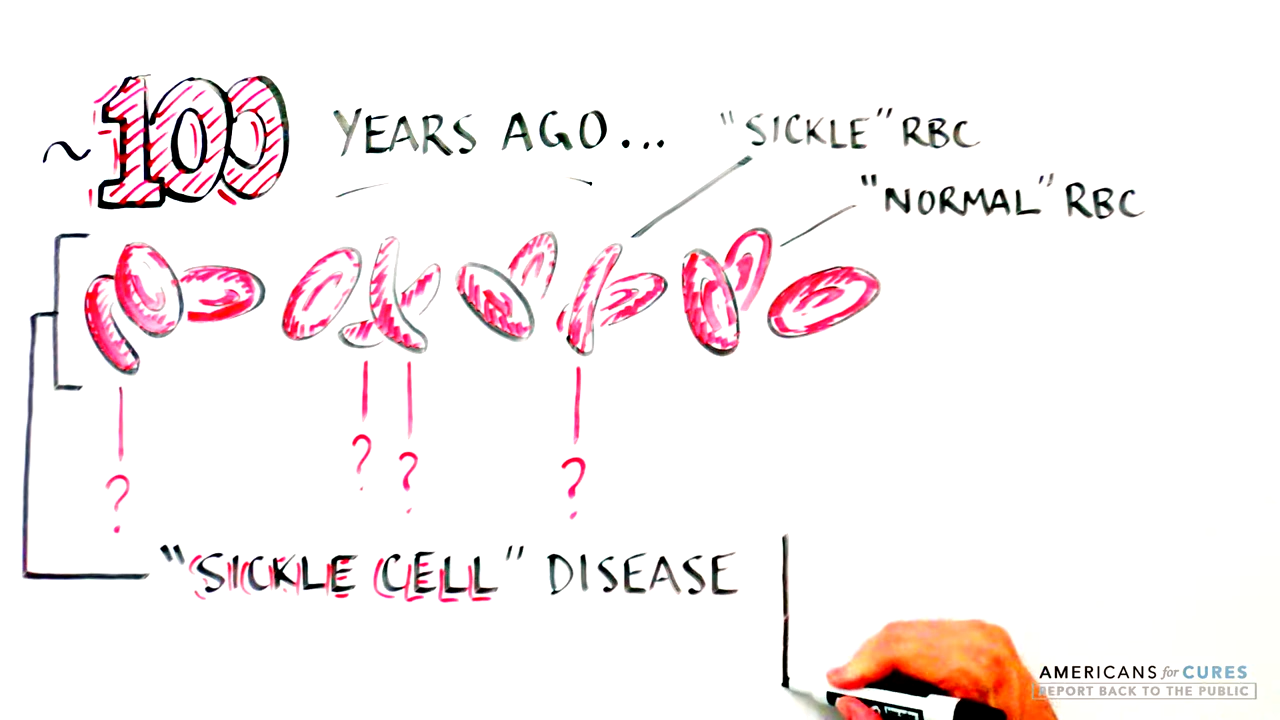 ~100 YEARS AGO...
"SICKLE" RBC
"NORMAL" RBC
? ? ? ?
"SICKLE CELL" DISEASE
AMERICANS for CURES
REPORT BACK TO THE PUBLIC